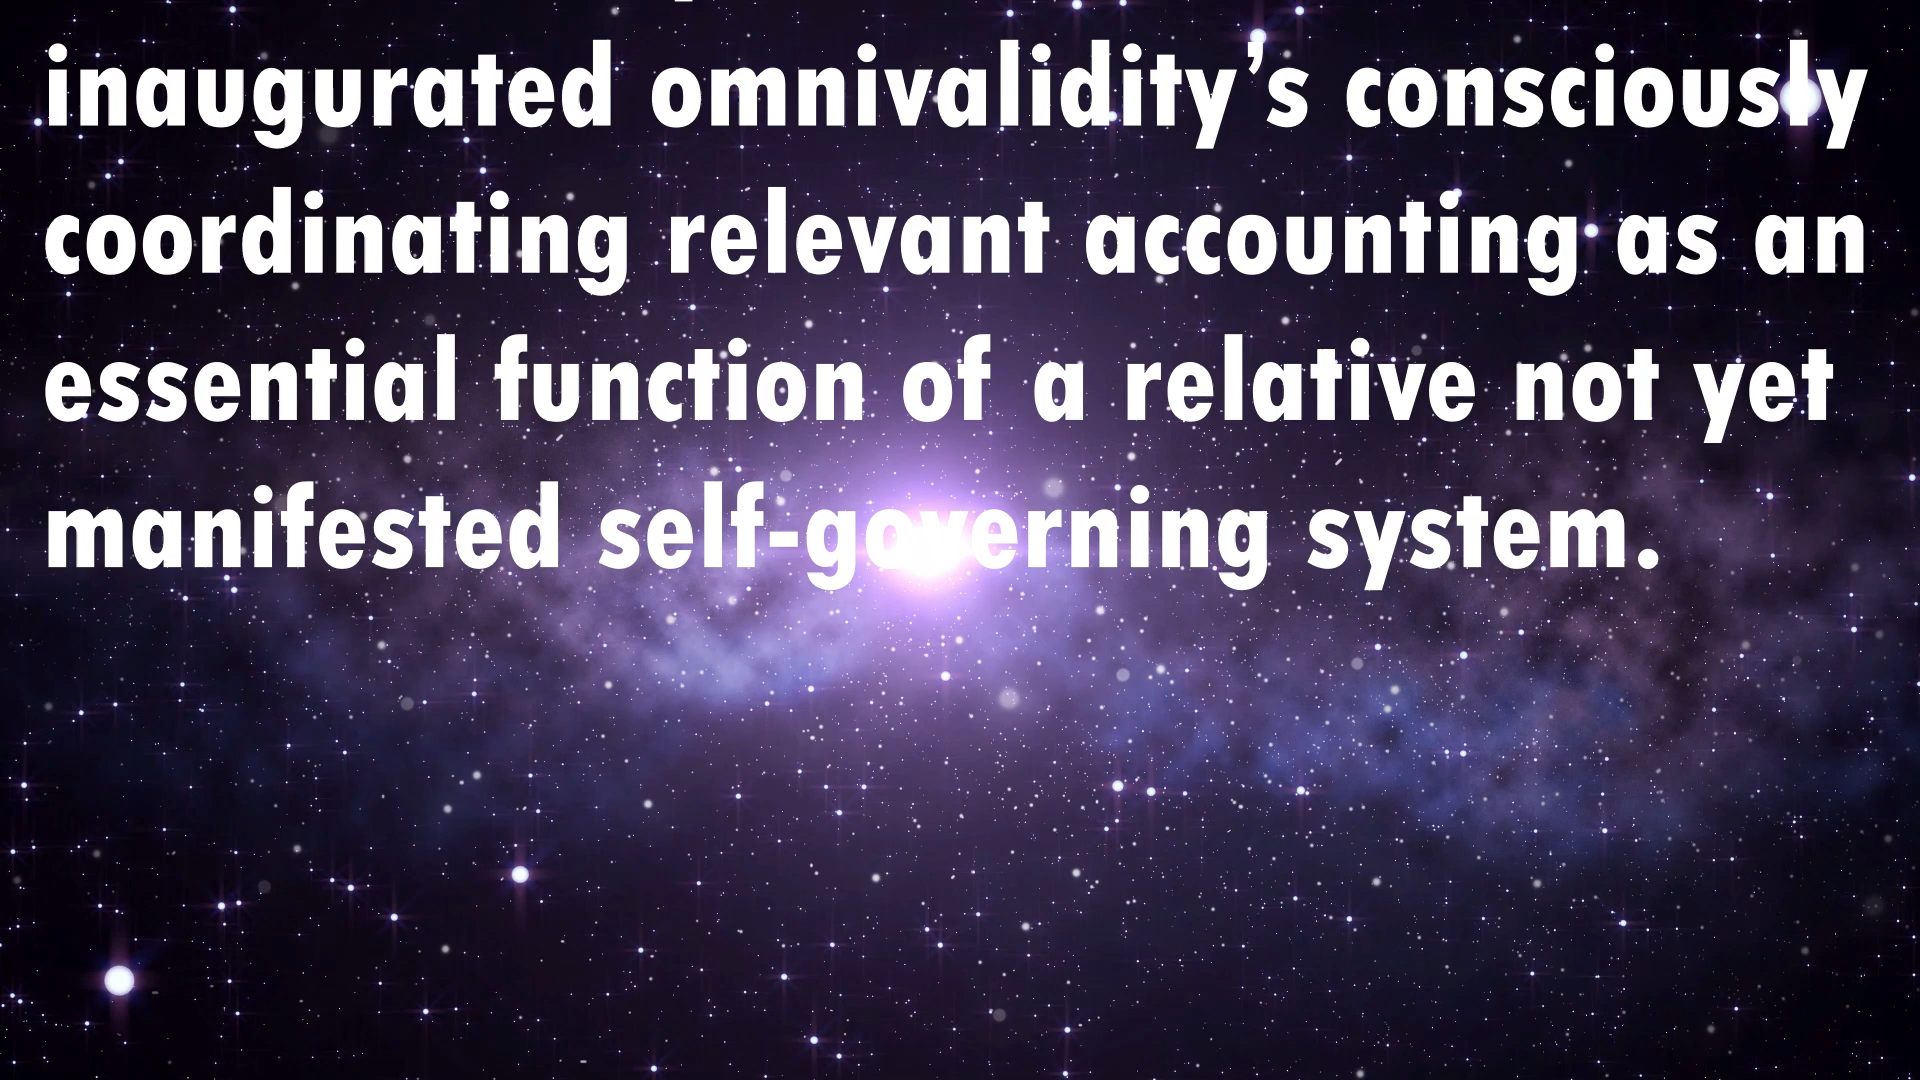 inaugurated omnivalidity’s consciously
coordinating relevant accounting as an
essential function of a relative not yet
manifested self-governing system.